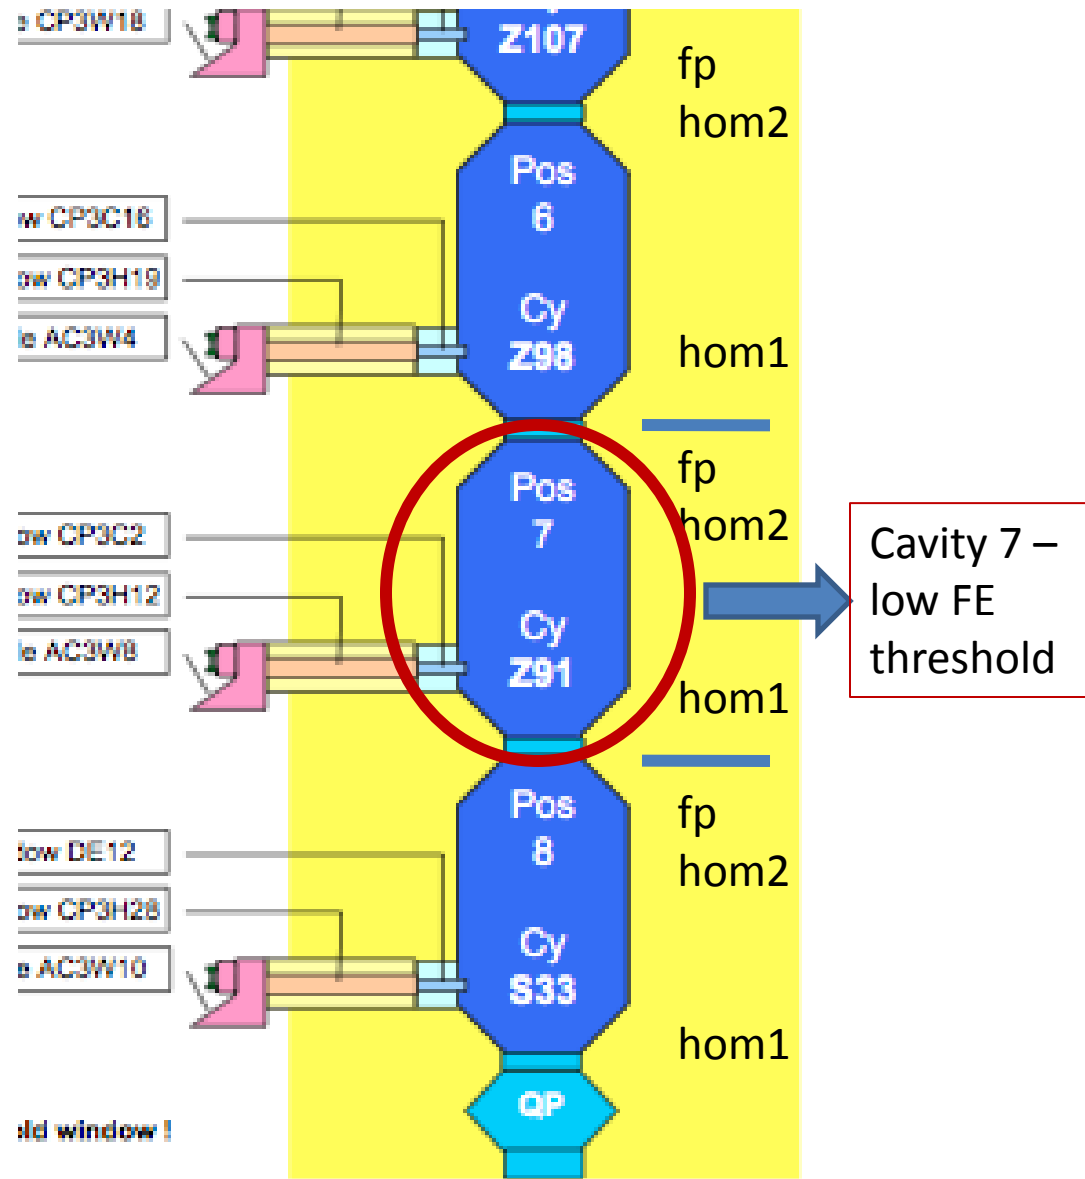 CP3W18
Z107
fp
hom2
Pos
6
CP3C16
CP3H19
AC3W4
Cy
Z98
hom1
fp
hom2
Pos
7
CP3C2
CP3H12
AC3W8
Cy
Z91
hom1
Cavity 7 –
low FE
threshold
Pos
8
fp
hom2
DE12
CP3H28
AC3W10
Cy
S33
hom1
QP
window !